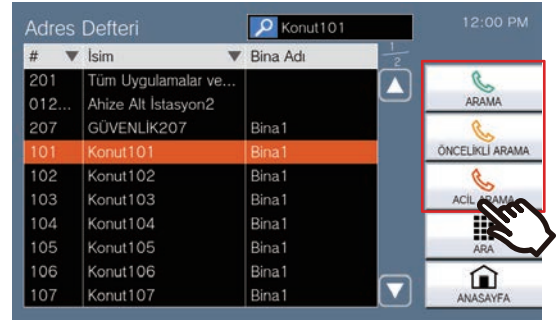 Adres Defteri
Konut101
12:00 PM
# İsim Bina Adı
1/2
201 Tüm Uygulamalar ve...
012... Ahize Alt İstasyon2
207 GÜVENLİK207 Bina1
101 Konut101 Bina1
102 Konut102 Bina1
103 Konut103 Bina1
104 Konut104 Bina1
105 Konut105 Bina1
106 Konut106 Bina1
107 Konut107 Bina1
ARAMA
ÖNCELİKLİ ARAMA
ACİL ARAMA
ARA
ANASAYFA